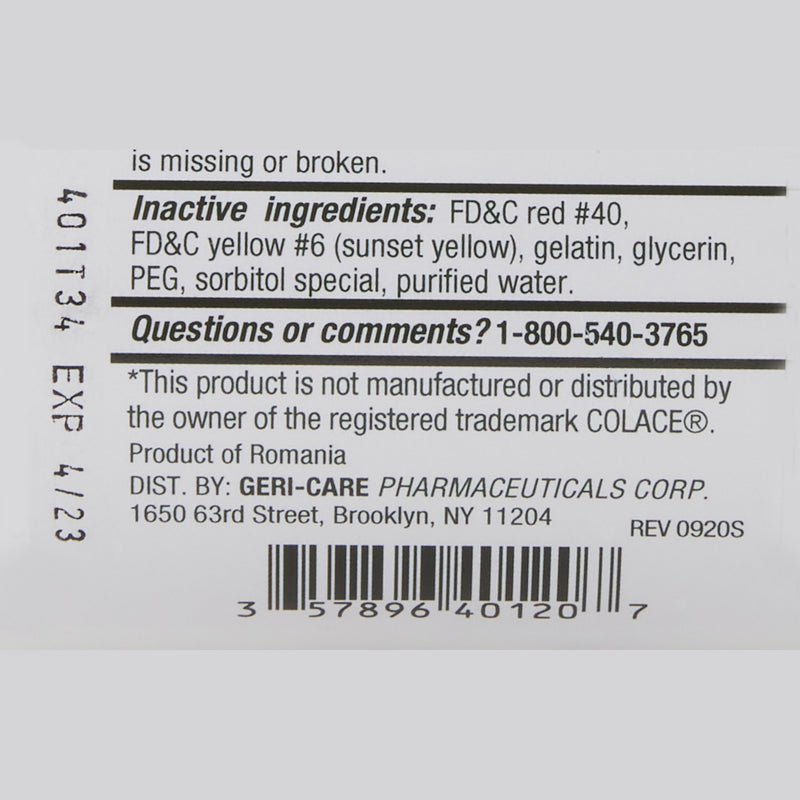 is missing or broken.
Inactive ingredients: FD&C red #40,
FD&C yellow #6 (sunset yellow), gelatin, glycerin,
PEG, sorbitol special, purified water.
Questions or comments? 1-800-540-3765
*This product is not manufactured or distributed by
the owner of the registered trademark COLACE®.
Product of Romania
DIST. BY: GERI-CARE PHARMACEUTICALS CORP.
1650 63rd Street, Brooklyn, NY 11204
REV 0920S
3 57896 40120 7
401T34 EXP 4/23